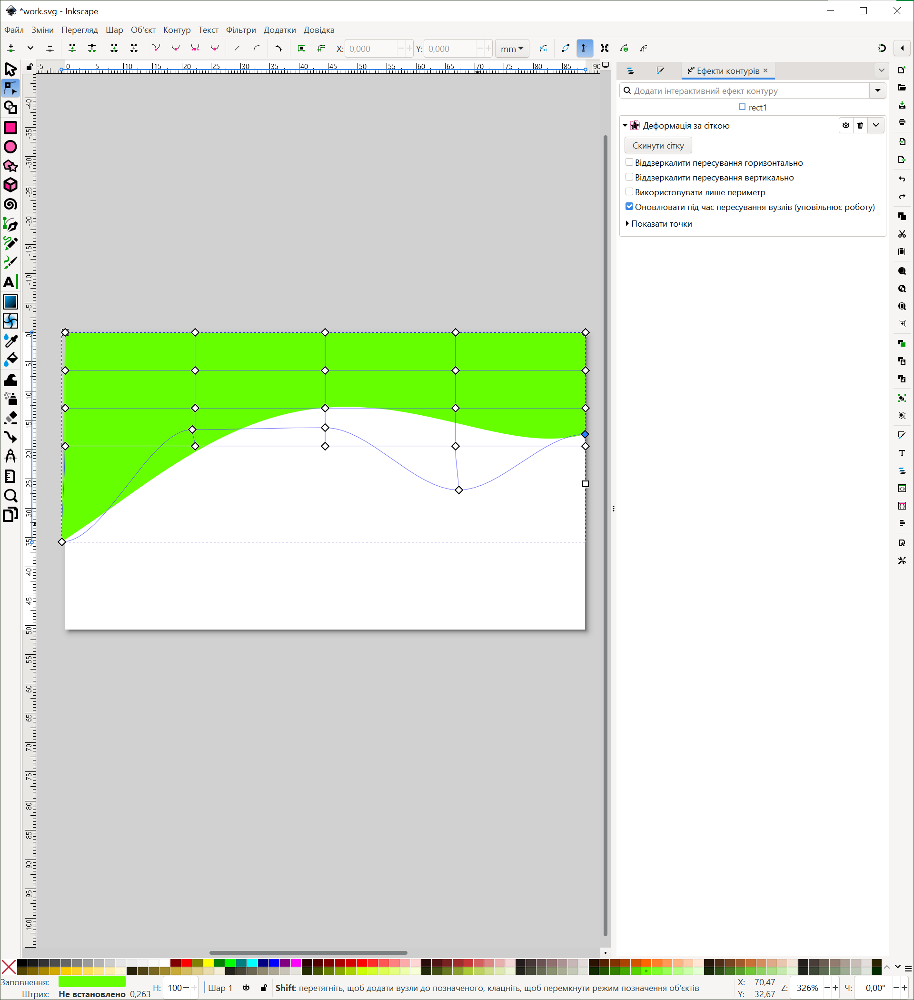 *work.svg - Inkscape
Файл Зміни Перегляд Шар Об'єкт Контур Текст Фільтри Додатки Довідка
X: 0,000 Y: 0,000 mm
-5 0 5 10 15 20 25 30 35 40 45 50 55 60 65 70 75 80 85 90
Ефекти контурів
Додати інтерактивний ефект контуру
rect1
Деформація за сіткою
Скинути сітку
Віддзеркалити пересування горизонтально
Віддзеркалити пересування вертикально
Використовувати лише периметр
Оновлювати під час пересування вузлів (уповільнює роботу)
Показати точки
-40
-35
-30
-25
-20
-15
-10
-5
0
5
10
15
20
25
30
35
40
45
50
55
60
65
70
75
80
85
90
95
100
Заповнення:
Штрих: Не встановлено 0,263
Н: 100
Шар 1
Shift: перетягніть, щоб додати вузли до позначеного, клацніть, щоб перемкнути режим позначення об'єктів
X: 70,47
Y: 32,67
Z: 326%
Ч: 0,00°